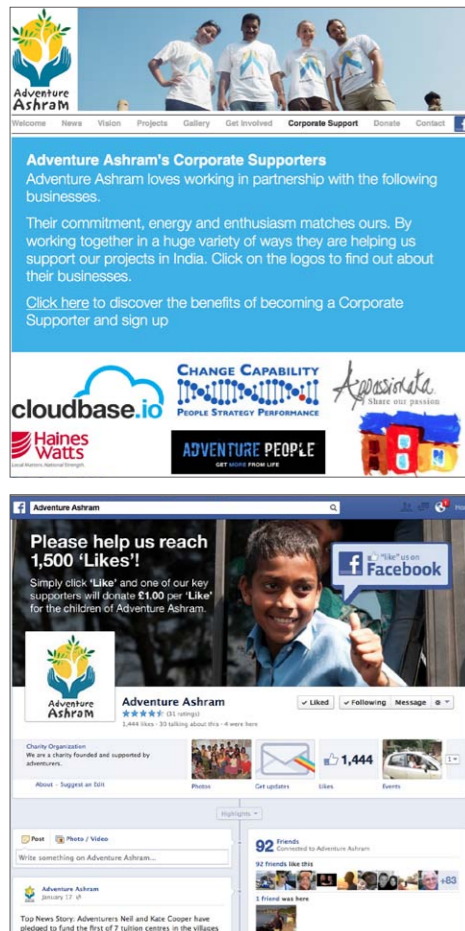 Adventure
Ashram
Welcome News Vision Projects Gallery Get Involved Corporate Support Donate Contact f
Adventure Ashram's Corporate Supporters
Adventure Ashram loves working in partnership with the following
businesses.
Their commitment, energy and enthusiasm matches ours. By
working together in a huge variety of ways they are helping us
support our projects in India. Click on the logos to find out about
their businesses.
Click here to discover the benefits of becoming a Corporate
Supporter and sign up
cloudbase.io
CHANGE CAPABILITY
PEOPLE STRATEGY PERFORMANCE
Appassionata
Share our passion
Haines
Watts
Local Matters. National Strength.
ADVENTURE PEOPLE
GET MORE FROM LIFE
f Adventure Ashram
Please help us reach
1,500 'Likes'!
Simply click 'Like' and one of our key
supporters will donate £1.00 per 'Like'
for the children of Adventure Ashram.
"like" us on
Facebook
Adventure
Ashram
Adventure Ashram
(31 ratings)
1,444 likes · 33 talking about this · 4 were here
Liked Following Message
Charity Organization
We are a charity founded and supported by
adventurers.
About – Suggest an Edit
1,444
Photos Get updates Likes Events
Highlights
Post Photo / Video
Write something on Adventure Ashram...
92 Friends
Connected to Adventure Ashram
92 friends like this
+83
1 friend was here
Adventure Ashram
January 17
Top News Story: Adventurers Neil and Kate Cooper have
pledged to fund the first of 7 tuition centres in the villages